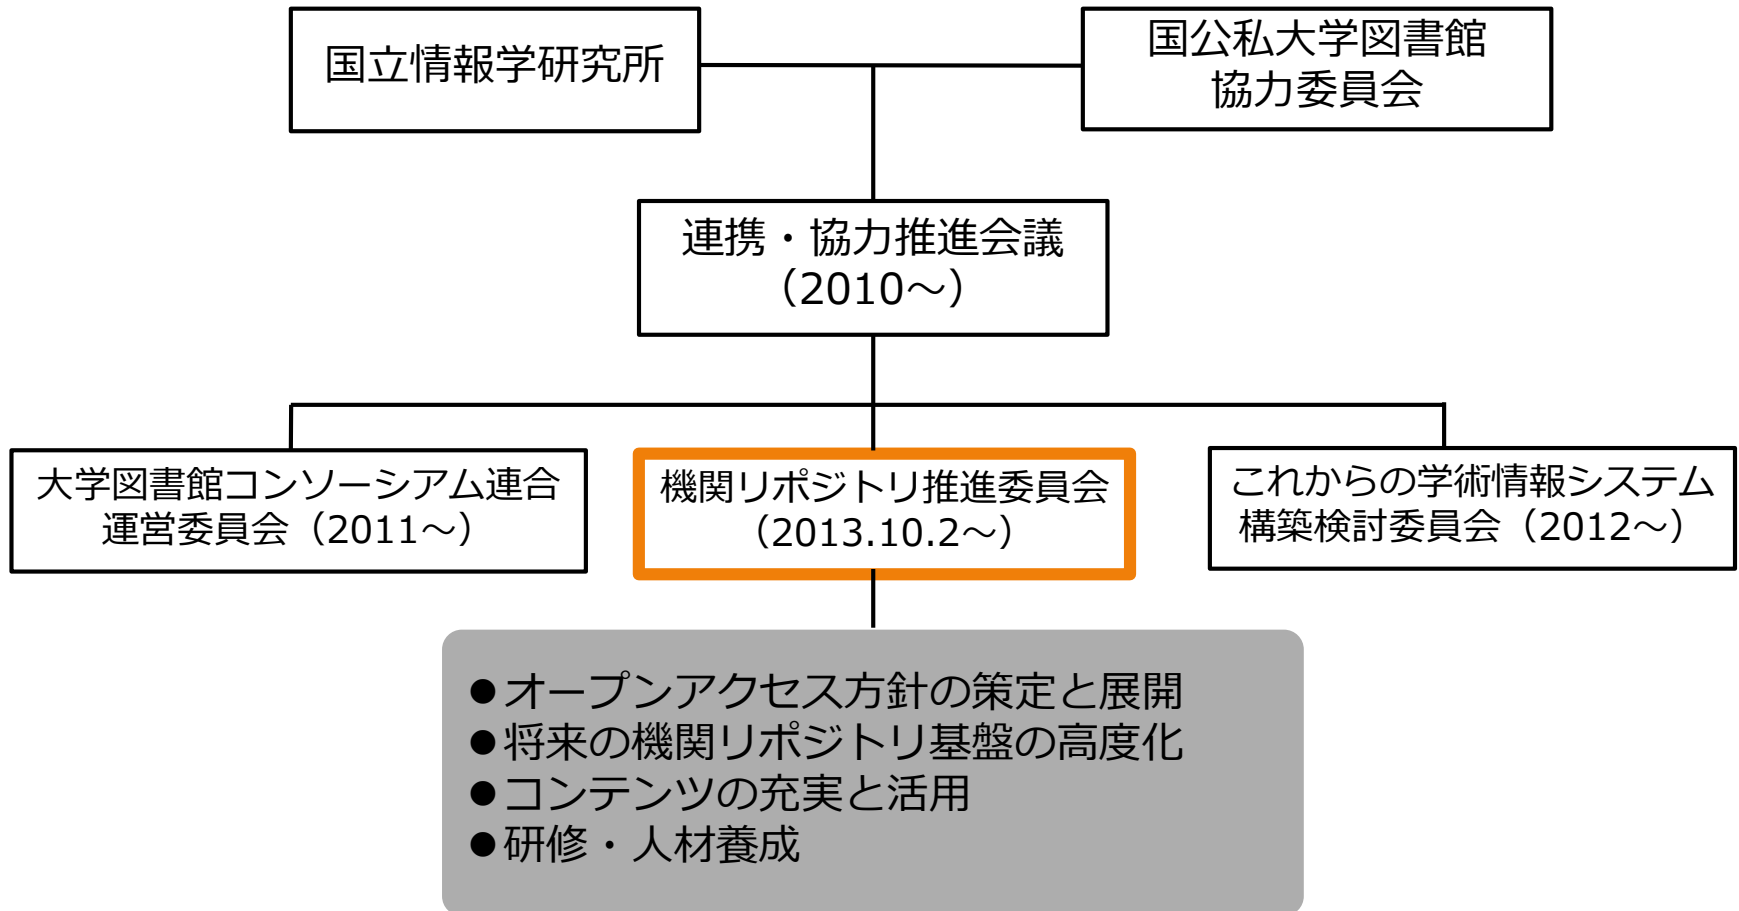 国立情報学研究所
国公私大学図書館
協力委員会
連携・協力推進会議
（2010～）
大学図書館コンソーシアム連合
運営委員会（2011～）
機関リポジトリ推進委員会
（2013.10.2～）
これからの学術情報システム
構築検討委員会（2012～）
●オープンアクセス方針の策定と展開
●将来の機関リポジトリ基盤の高度化
●コンテンツの充実と活用
●研修・人材養成